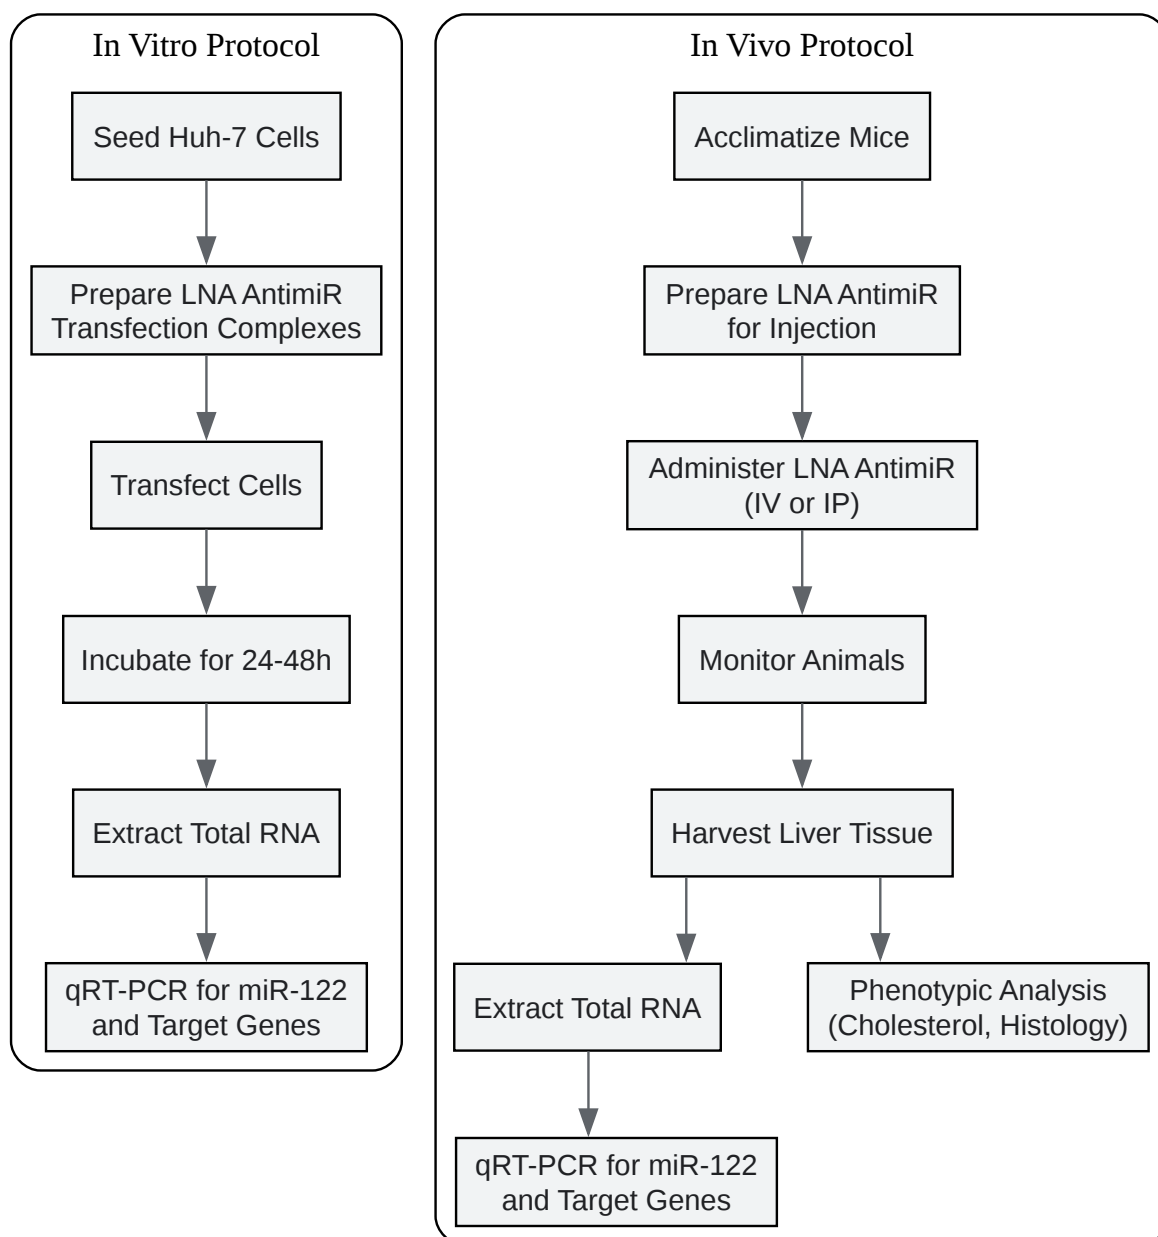 In Vitro Protocol
Seed Huh-7 Cells
Prepare LNA AntimiR
Transfection Complexes
Transfect Cells
Incubate for 24-48h
Extract Total RNA
qRT-PCR for miR-122
and Target Genes
In Vivo Protocol
Acclimatize Mice
Prepare LNA AntimiR
for Injection
Administer LNA AntimiR
(IV or IP)
Monitor Animals
Harvest Liver Tissue
Extract Total RNA
Phenotypic Analysis
(Cholesterol, Histology)
qRT-PCR for miR-122
and Target Genes